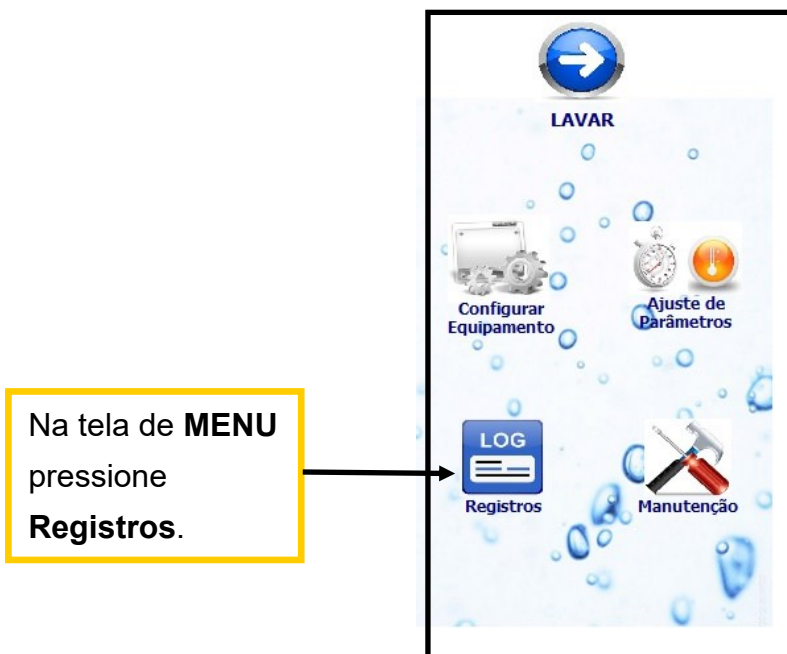 LAVAR
Configurar
Equipamento
Ajuste de
Parâmetros
Na tela de MENU
pressione
Registros.
LOG
Registros
Manutenção